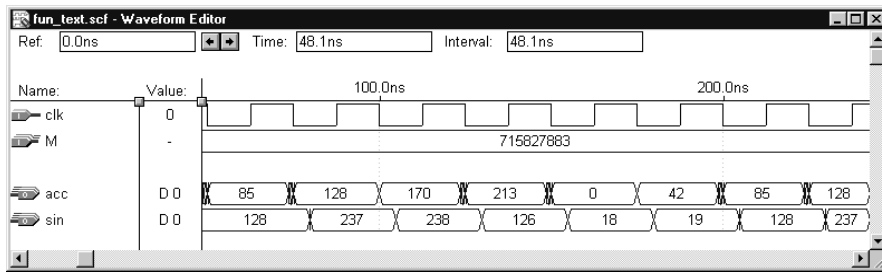 fun_text.scf - Waveform Editor
Ref: 0.0ns Time: 48.1ns Interval: 48.1ns
100.0ns 200.0ns
Name: Value:
clk 0
M - 715827883
acc D 0 85 128 170 213 0 42 85 128
sin D 0 128 237 238 126 18 19 128 237